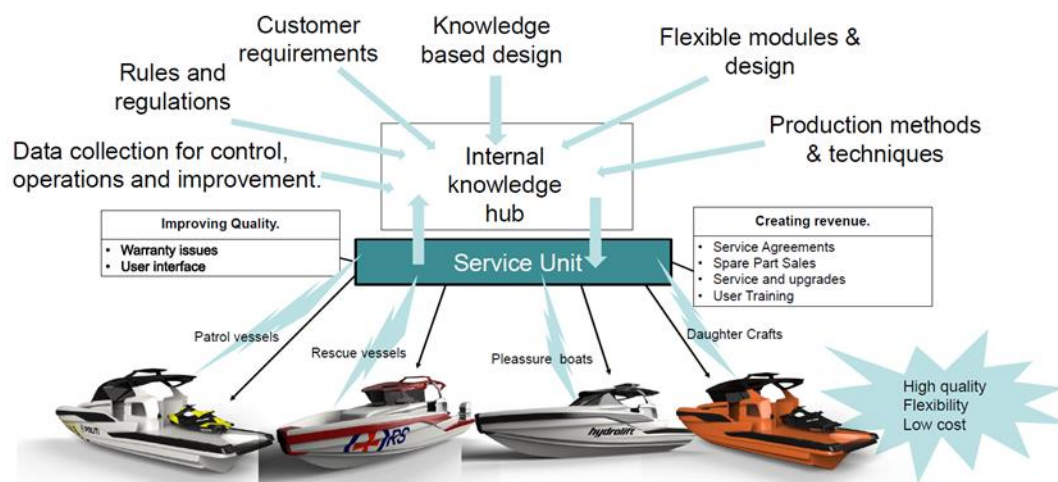 Customer
requirements
Knowledge
based design
Flexible modules &
design
Rules and
regulations
Production methods
& techniques
Data collection for control,
operations and improvement.
Internal
knowledge
hub
Improving Quality.
• Warranty issues
• User interface
Creating revenue.
• Service Agreements
• Spare Part Sales
• Service and upgrades
• User Training
Service Unit
Patrol vessels
Rescue vessels
Pleassure boats
Daughter Crafts
High quality
Flexibility
Low cost
POLITI
RS
hydrolift